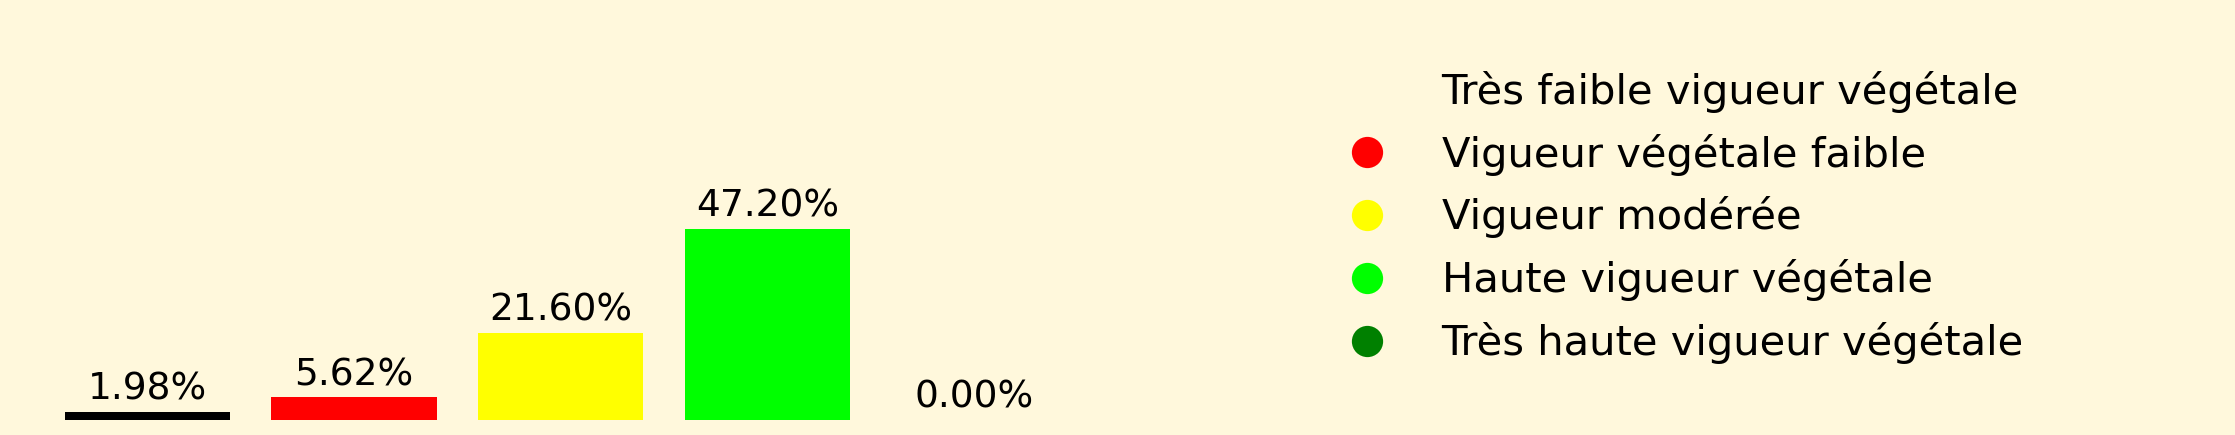 1.98%
5.62%
21.60%
47.20%
0.00%
Très faible vigueur végétale
Vigueur végétale faible
Vigueur modérée
Haute vigueur végétale
Très haute vigueur végétale